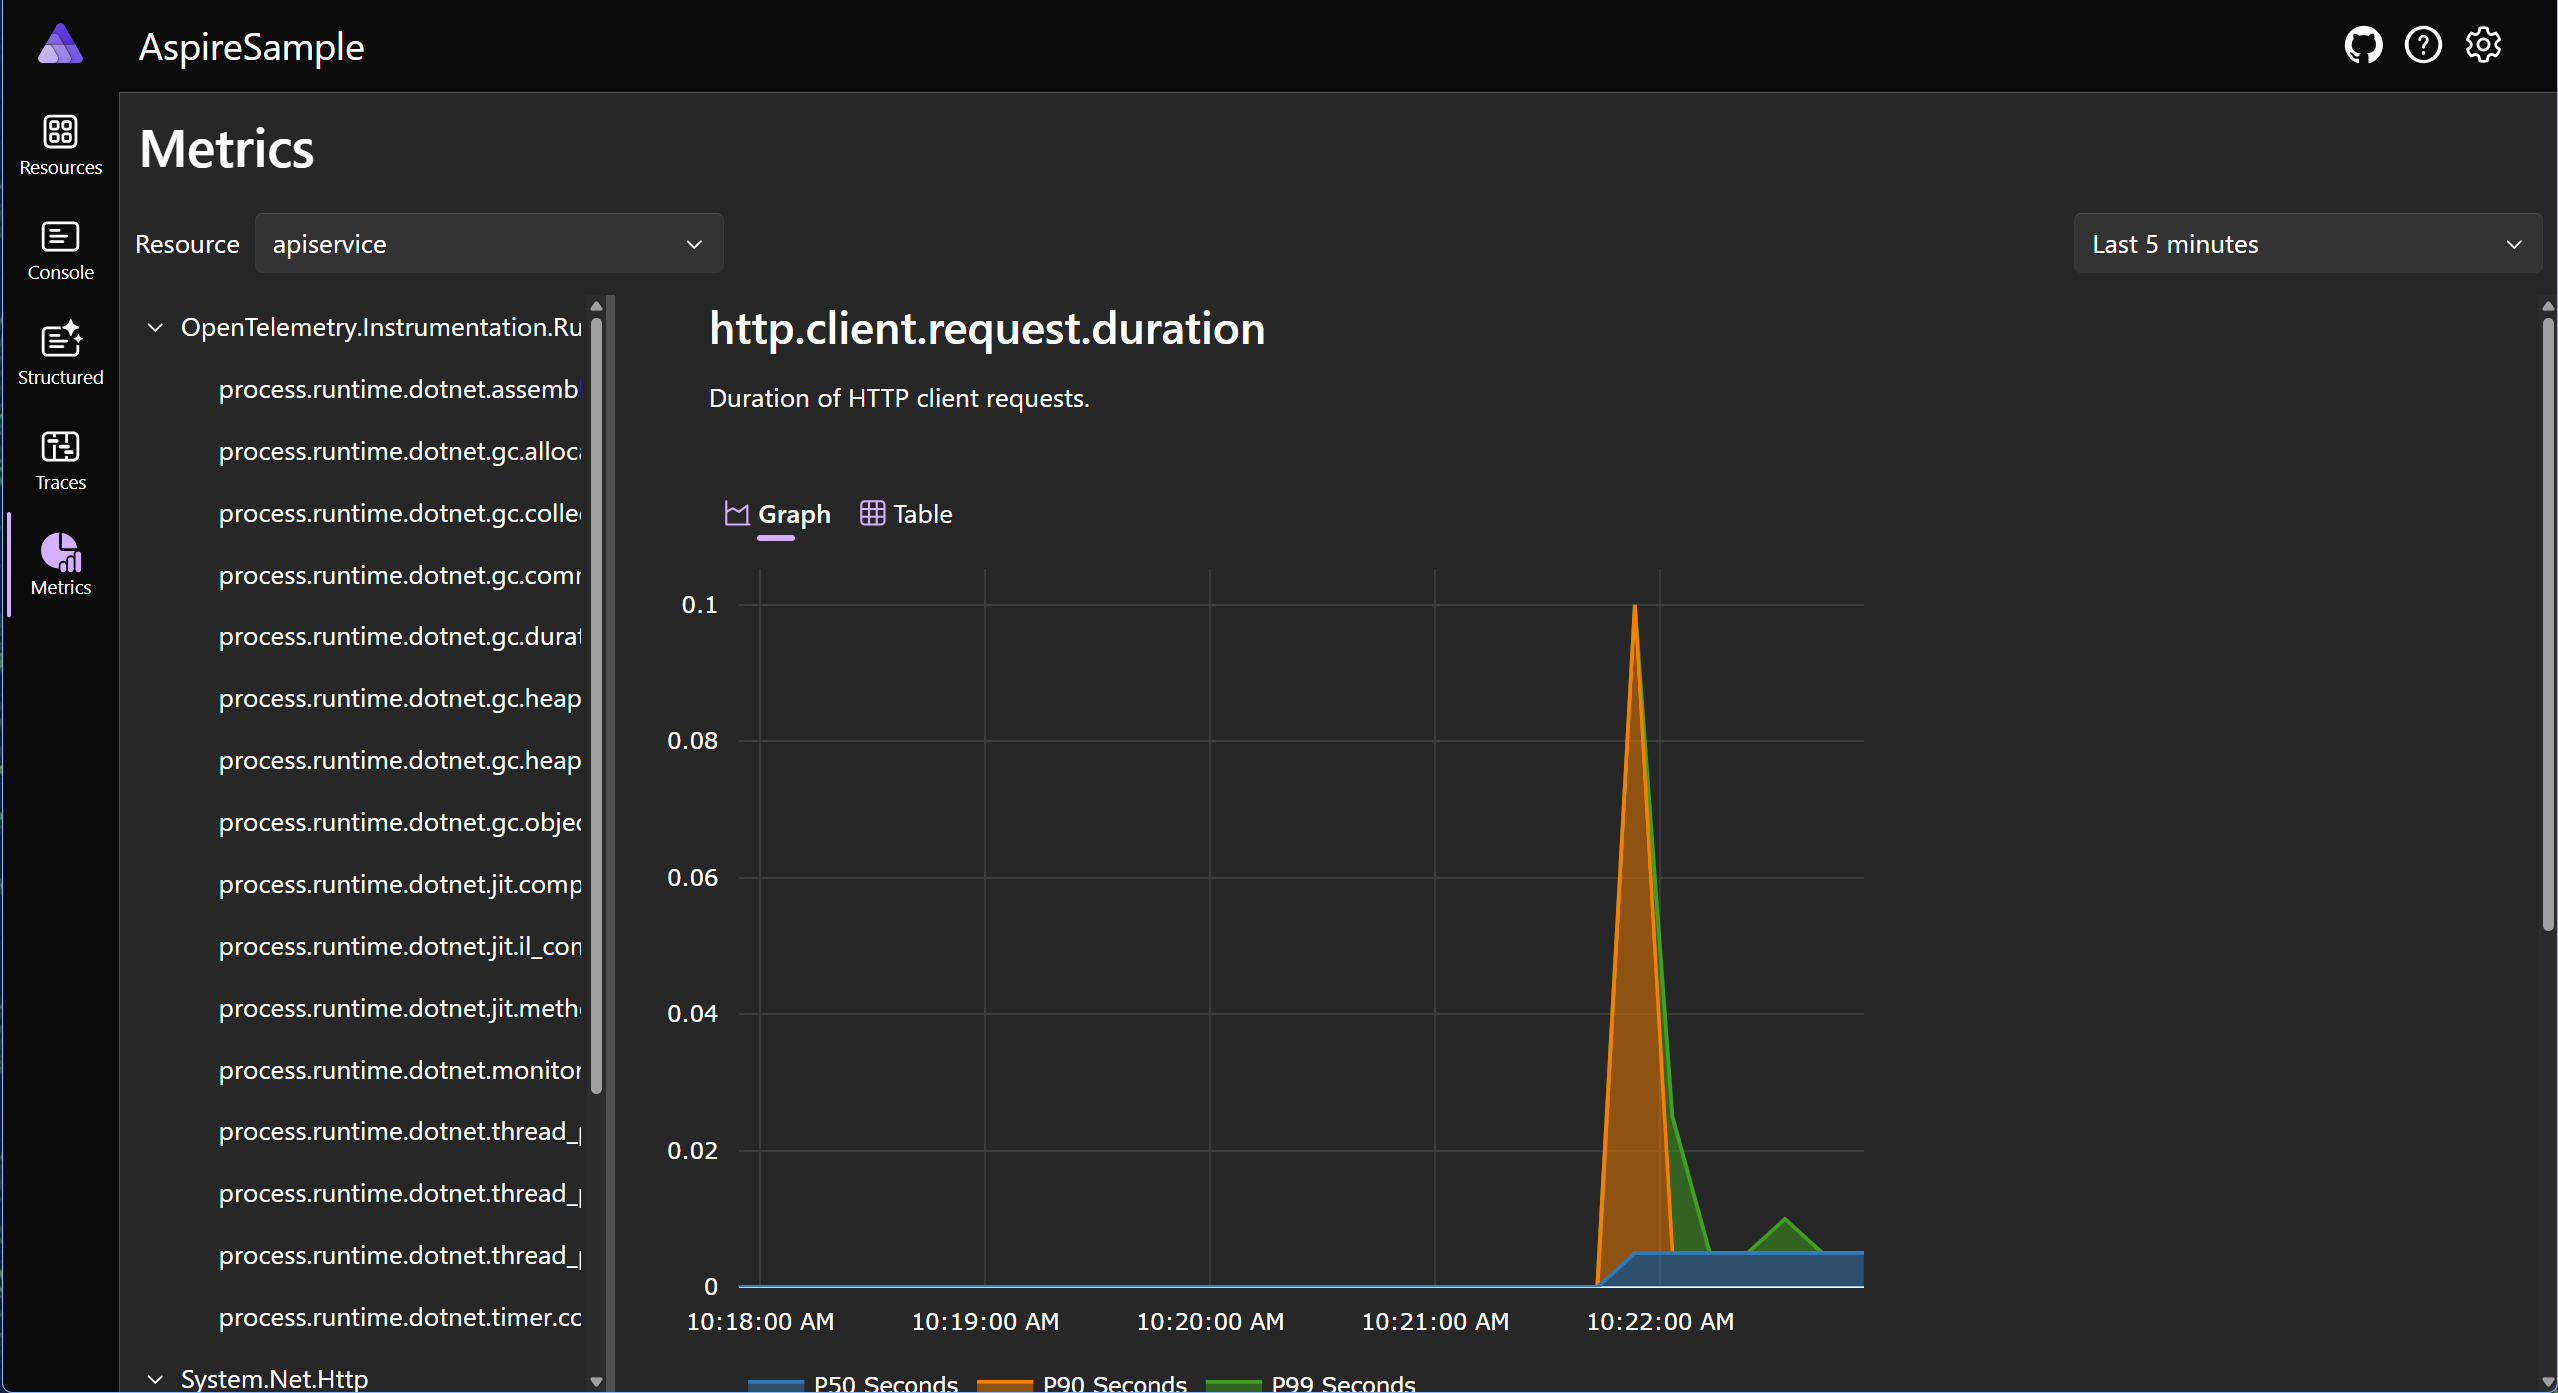 AspireSample
Resources
Console
Structured
Traces
Metrics
Metrics
Resource
apiservice
Last 5 minutes
OpenTelemetry.Instrumentation.Ru
process.runtime.dotnet.assemb
process.runtime.dotnet.gc.alloc
process.runtime.dotnet.gc.colle
process.runtime.dotnet.gc.com
process.runtime.dotnet.gc.durat
process.runtime.dotnet.gc.heap
process.runtime.dotnet.gc.heap
process.runtime.dotnet.gc.objec
process.runtime.dotnet.jit.comp
process.runtime.dotnet.jit.il_con
process.runtime.dotnet.jit.meth
process.runtime.dotnet.monitor
process.runtime.dotnet.thread_p
process.runtime.dotnet.thread_p
process.runtime.dotnet.thread_p
process.runtime.dotnet.timer.co
System.Net.Http
http.client.request.duration
Duration of HTTP client requests.
Graph
Table
0.1
0.08
0.06
0.04
0.02
0
10:18:00 AM
10:19:00 AM
10:20:00 AM
10:21:00 AM
10:22:00 AM
P50 Seconds
P90 Seconds
P99 Seconds